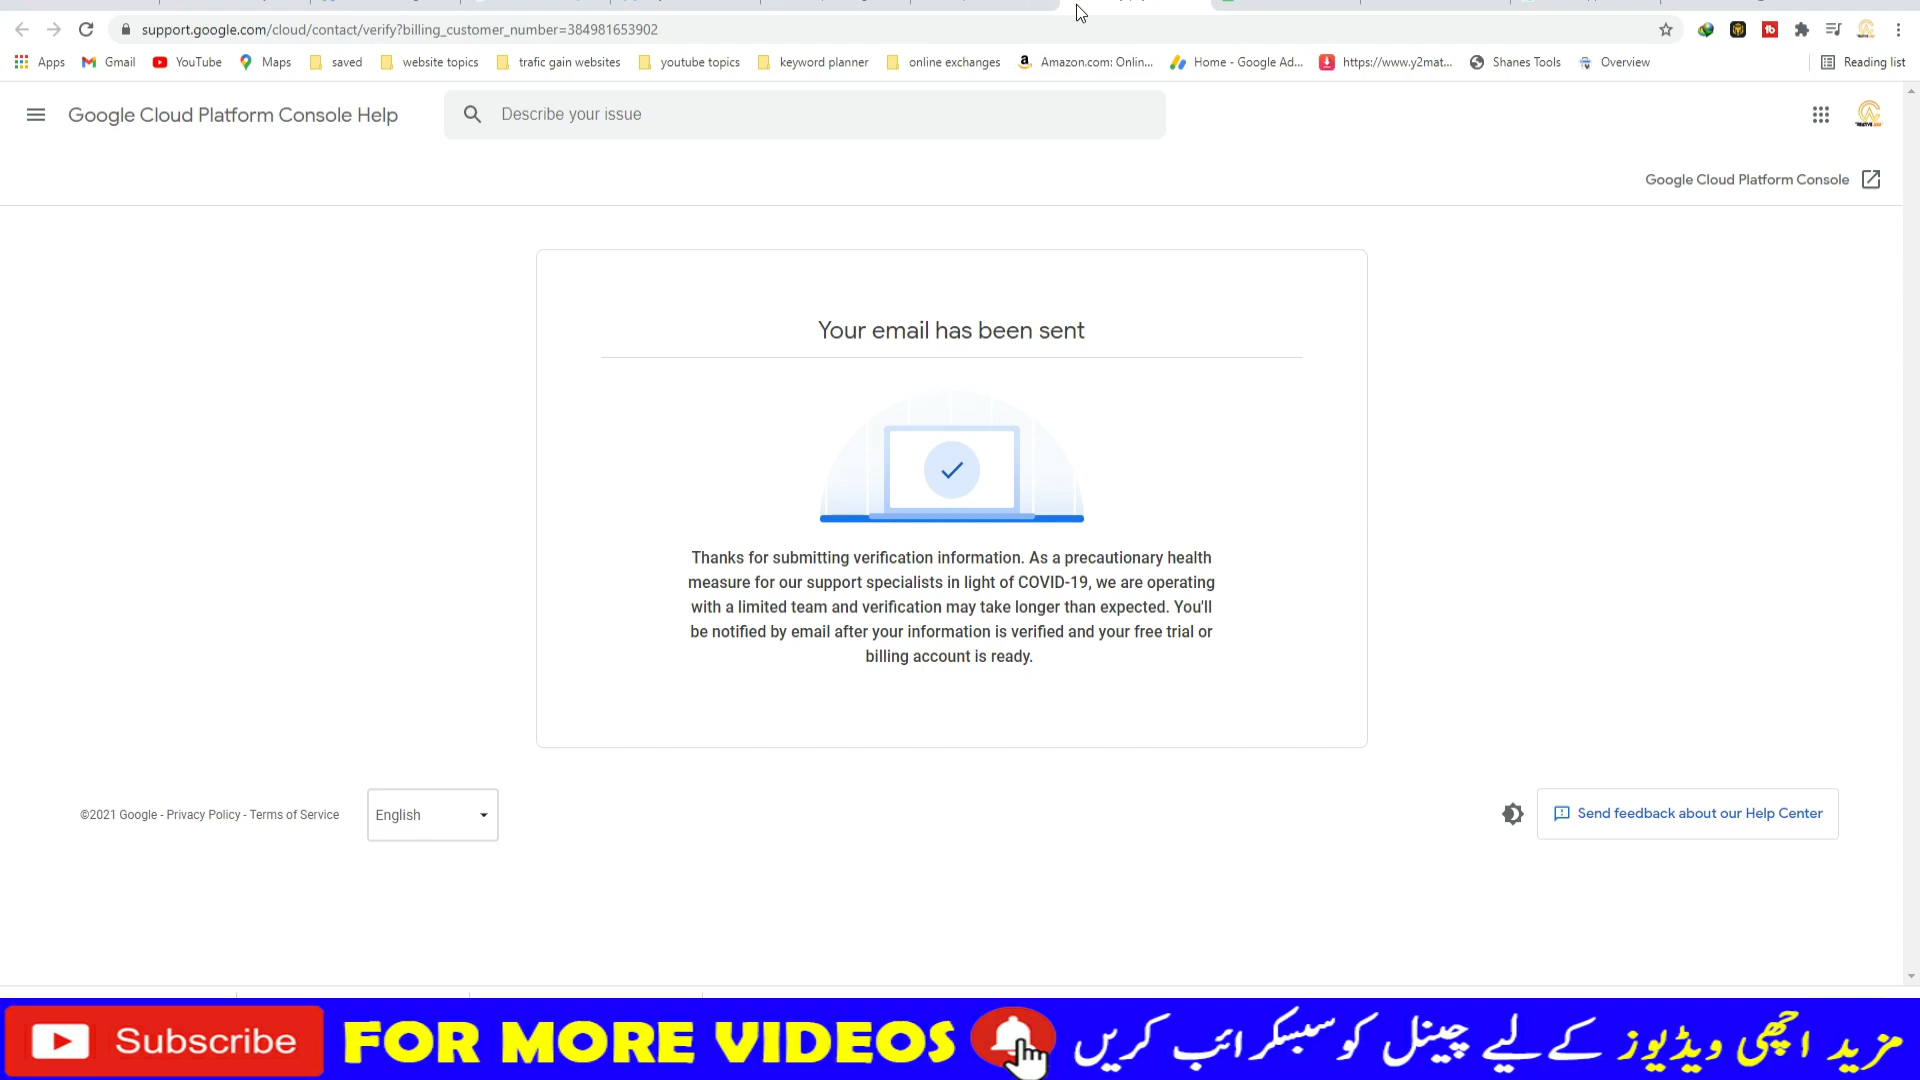 support.google.com/cloud/contact/verify?billing_customer_number=384981653902
Apps Gmail YouTube Maps saved website topics trafic gain websites youtube topics keyword planner online exchanges Amazon.com: Onlin... Home - Google Ad... https://www.y2mat... Shanes Tools Overview Reading list
Google Cloud Platform Console Help
Describe your issue
Google Cloud Platform Console
Your email has been sent
Thanks for submitting verification information. As a precautionary health
measure for our support specialists in light of COVID-19, we are operating
with a limited team and verification may take longer than expected. You'll
be notified by email after your information is verified and your free trial or
billing account is ready.
©2021 Google - Privacy Policy - Terms of Service
English
Send feedback about our Help Center
Subscribe
FOR MORE VIDEOS
مزید اچھی ویڈیوز کے لیے چینل کو سبسکرائب کریں